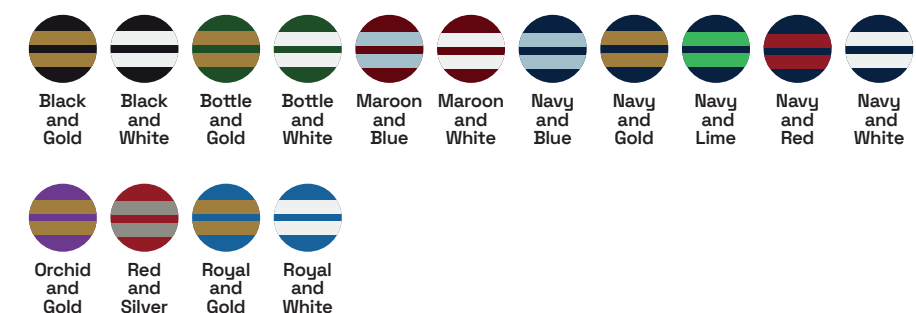 Black and Gold
Black and White
Bottle and Gold
Bottle and White
Maroon and Blue
Maroon and White
Navy and Blue
Navy and Gold
Navy and Lime
Navy and Red
Navy and White
Orchid and Gold
Red and Silver
Royal and Gold
Royal and White